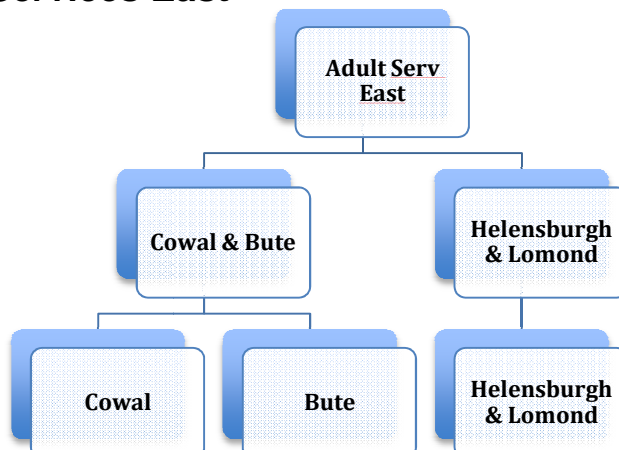 Adult Serv
East
Cowal & Bute
Helensburgh
& Lomond
Cowal
Bute
Helensburgh
& Lomond